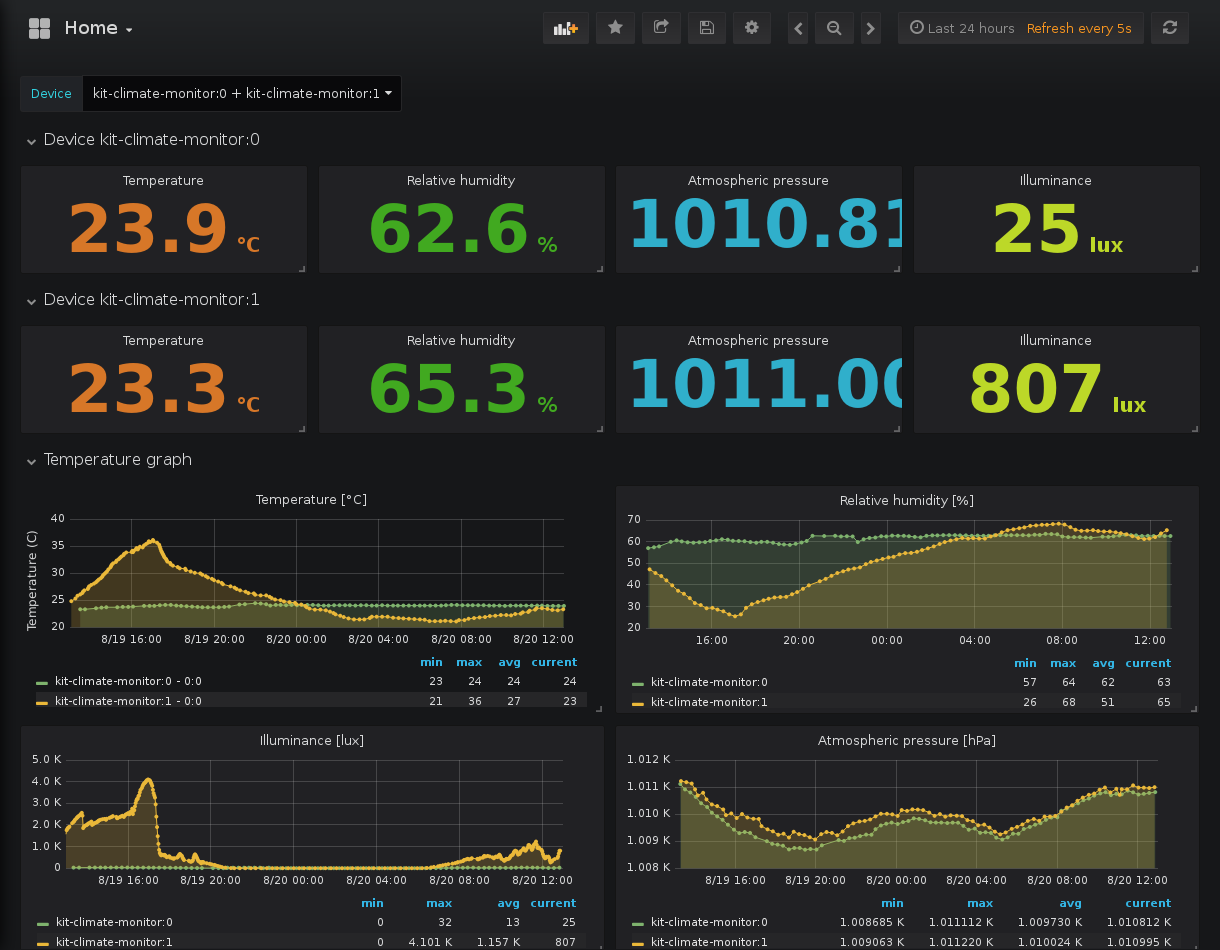 Home
Last 24 hours Refresh every 5s
Device kit-climate-monitor:0 + kit-climate-monitor:1
Device kit-climate-monitor:0
Temperature Relative humidity Atmospheric pressure Illuminance
23.9 °C 62.6 % 1010.81 25 lux
Device kit-climate-monitor:1
Temperature Relative humidity Atmospheric pressure Illuminance
23.3 °C 65.3 % 1011.00 807 lux
Temperature graph
Temperature [°C]
Temperature (C)
40
35
30
25
20
8/19 16:00 8/19 20:00 8/20 00:00 8/20 04:00 8/20 08:00 8/20 12:00
min max avg current
kit-climate-monitor:0 - 0:0 23 24 24 24
kit-climate-monitor:1 - 0:0 21 36 27 23
Relative humidity [%]
70
60
50
40
30
20
16:00 20:00 00:00 04:00 08:00 12:00
min max avg current
kit-climate-monitor:0 57 64 62 63
kit-climate-monitor:1 26 68 51 65
Illuminance [lux]
5.0 K
4.0 K
3.0 K
2.0 K
1.0 K
0
8/19 16:00 8/19 20:00 8/20 00:00 8/20 04:00 8/20 08:00 8/20 12:00
min max avg current
kit-climate-monitor:0 0 32 13 25
kit-climate-monitor:1 0 4.101 K 1.157 K 807
Atmospheric pressure [hPa]
1.012 K
1.011 K
1.010 K
1.009 K
1.008 K
8/19 16:00 8/19 20:00 8/20 00:00 8/20 04:00 8/20 08:00 8/20 12:00
min max avg current
kit-climate-monitor:0 1.008685 K 1.011112 K 1.009730 K 1.010812 K
kit-climate-monitor:1 1.009063 K 1.011220 K 1.010024 K 1.010995 K